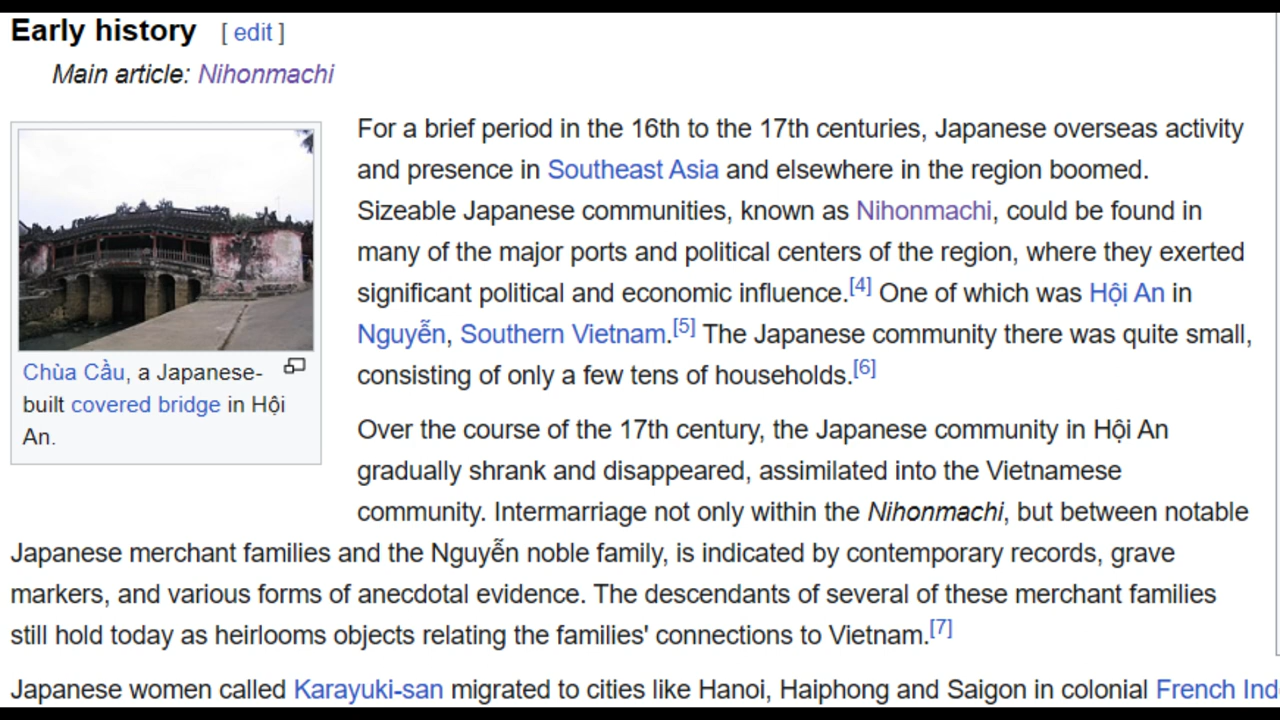 Early history [ edit ]
Main article: Nihonmachi
Chùa Cầu, a Japanese-
built covered bridge in Hội
An.
For a brief period in the 16th to the 17th centuries, Japanese overseas activity
and presence in Southeast Asia and elsewhere in the region boomed.
Sizeable Japanese communities, known as Nihonmachi, could be found in
many of the major ports and political centers of the region, where they exerted
significant political and economic influence.[4] One of which was Hội An in
Nguyễn, Southern Vietnam.[5] The Japanese community there was quite small,
consisting of only a few tens of households.[6]
Over the course of the 17th century, the Japanese community in Hội An
gradually shrank and disappeared, assimilated into the Vietnamese
community. Intermarriage not only within the Nihonmachi, but between notable
Japanese merchant families and the Nguyễn noble family, is indicated by contemporary records, grave
markers, and various forms of anecdotal evidence. The descendants of several of these merchant families
still hold today as heirlooms objects relating the families' connections to Vietnam.[7]
Japanese women called Karayuki-san migrated to cities like Hanoi, Haiphong and Saigon in colonial French